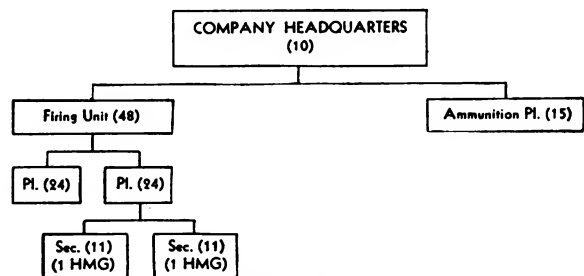 COMPANY HEADQUARTERS
(10)
Firing Unit (48)
Ammunition Pl. (15)
Pl. (24)
Pl. (24)
Sec. (11)
(1 HMG)
Sec. (11)
(1 HMG)